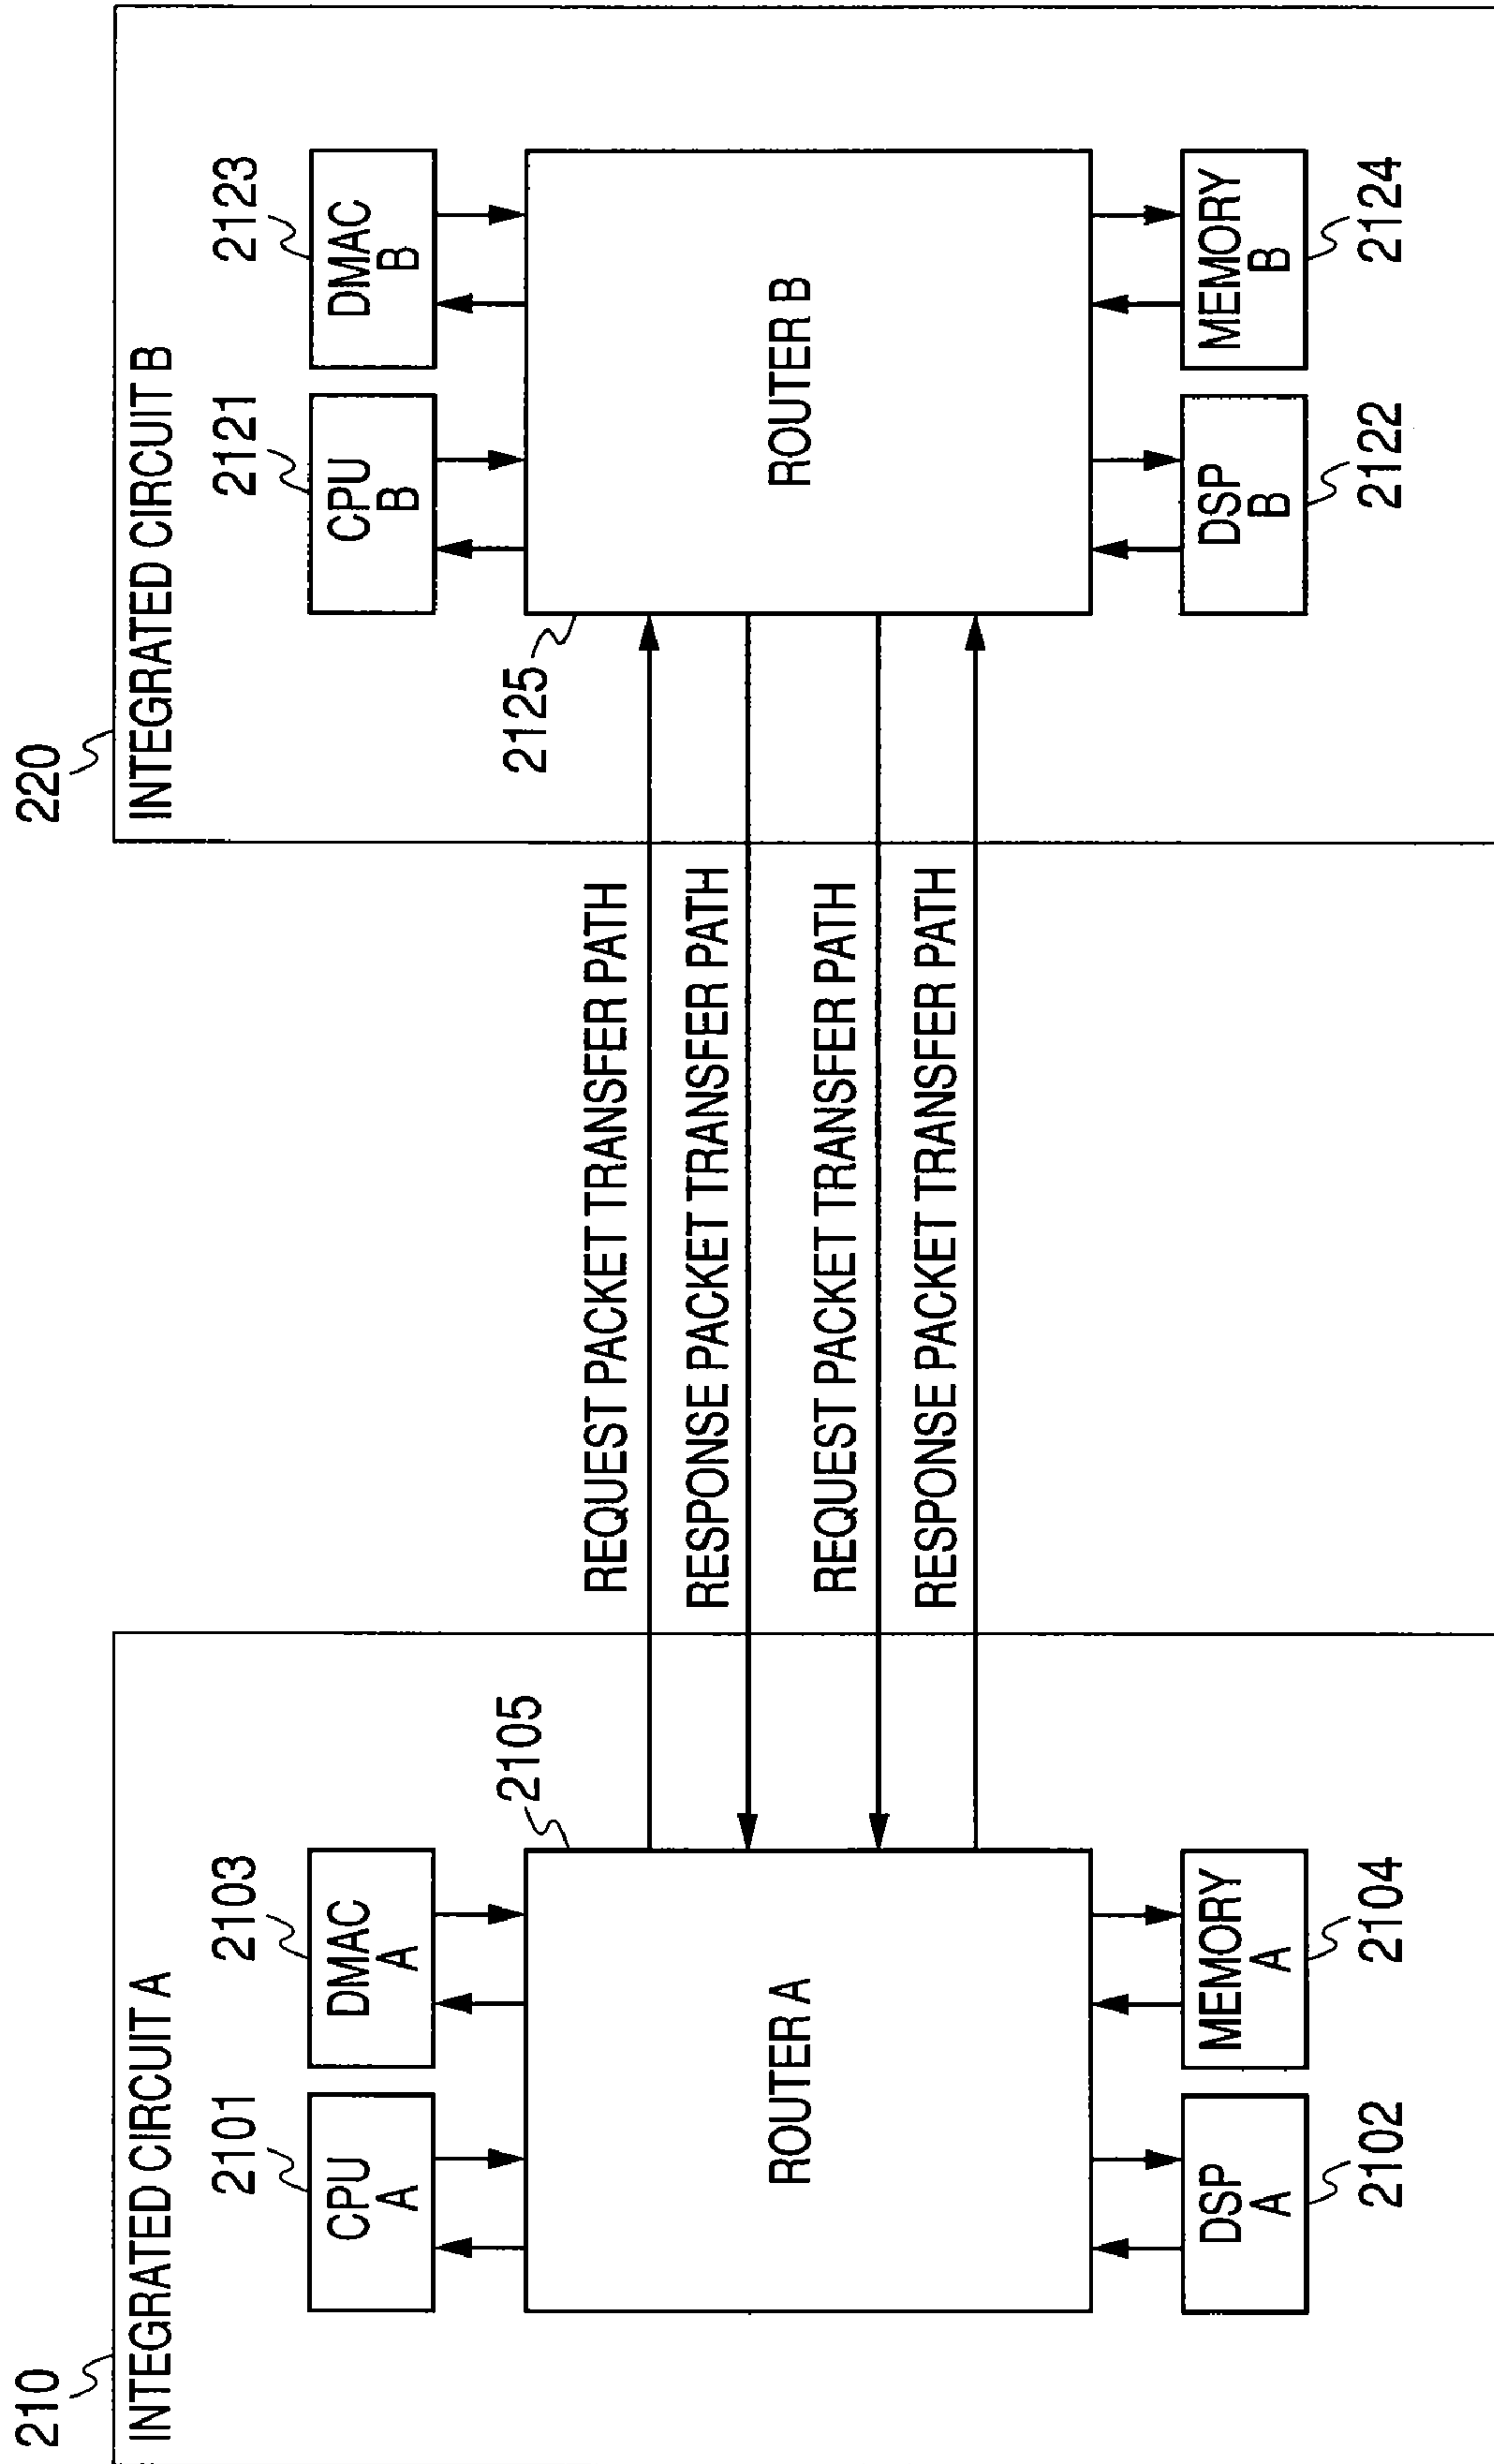 210
INTEGRATED CIRCUIT A
2101
CPU
A
2103
DMAC
A
2105
ROUTER A
DSP
A
2102
MEMORY
A
2104
REQUEST PACKET TRANSFER PATH
RESPONSE PACKET TRANSFER PATH
REQUEST PACKET TRANSFER PATH
RESPONSE PACKET TRANSFER PATH
220
INTEGRATED CIRCUIT B
2121
CPU
B
2123
DMAC
B
2125
ROUTER B
DSP
B
2122
MEMORY
B
2124